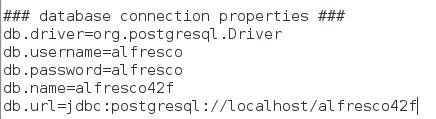 ### database connection properties ###
db.driver=org.postgresql.Driver
db.username=alfresco
db.password=alfresco
db.name=alfresco42f
db.url=jdbc:postgresql://localhost/alfresco42f